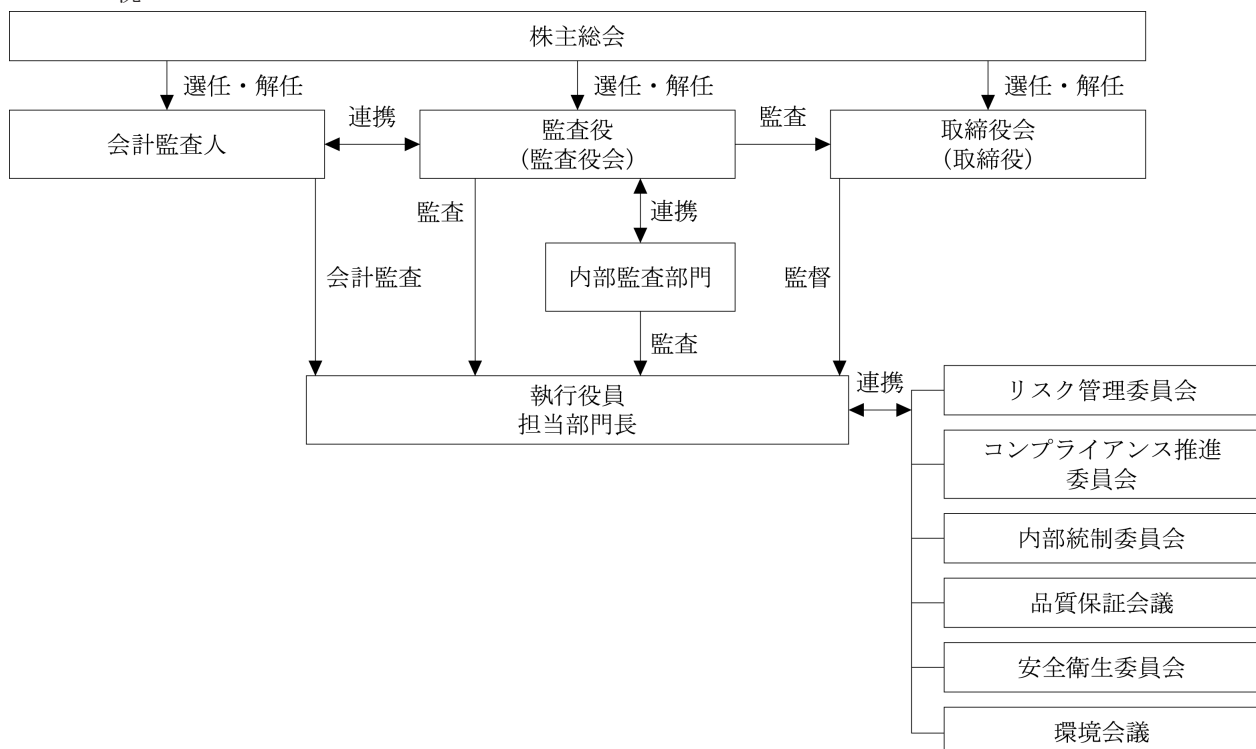 株主総会
選任・解任
選任・解任
選任・解任
会計監査人
連携
監査役
(監査役会)
監査
取締役会
(取締役)
監査
連携
会計監査
内部監査部門
監督
監査
執行役員
担当部門長
連携
リスク管理委員会
コンプライアンス推進
委員会
内部統制委員会
品質保証会議
安全衛生委員会
環境会議